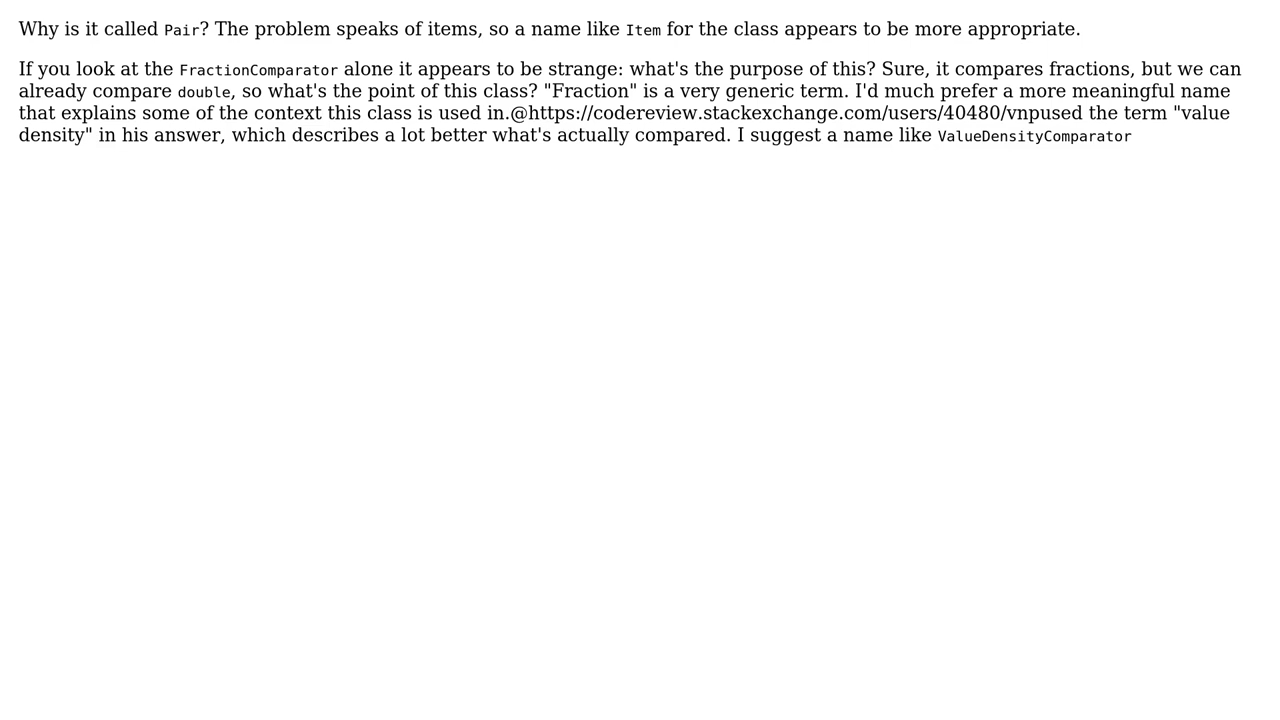 Why is it called Pair? The problem speaks of items, so a name like Item for the class appears to be more appropriate.
If you look at the FractionComparator alone it appears to be strange: what's the purpose of this? Sure, it compares fractions, but we can
already compare double, so what's the point of this class? "Fraction" is a very generic term. I'd much prefer a more meaningful name
that explains some of the context this class is used in.@https://codereview.stackexchange.com/users/40480/vnpused the term "value
density" in his answer, which describes a lot better what's actually compared. I suggest a name like ValueDensityComparator